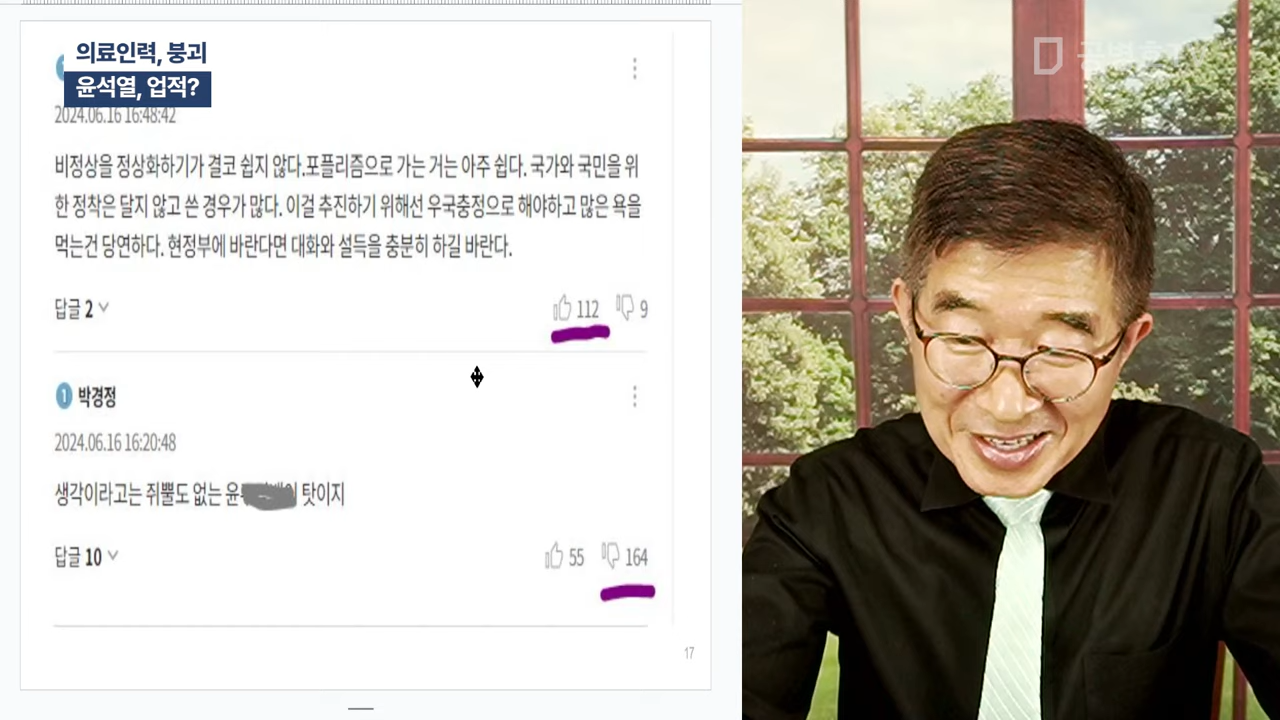 의료인력, 붕괴
윤석열, 업적?
2024.06.16 16:48:42
비정상을 정상화하기가 결코 쉽지 않다.포플리즘으로 가는 거는 아주 쉽다. 국가와 국민을 위
한 정착은 달지 않고 쓴 경우가 많다. 이걸 추진하기 위해선 우국충정으로 해야하고 많은 욕을
먹는건 당연하다. 현정부에 바란다면 대화와 설득을 충분히 하길 바란다.
답글 2
112 9
1 박경정
2024.06.16 16:20:48
생각이라고는 쥐뿔도 없는 윤 탓이지
답글 10
55 164
17